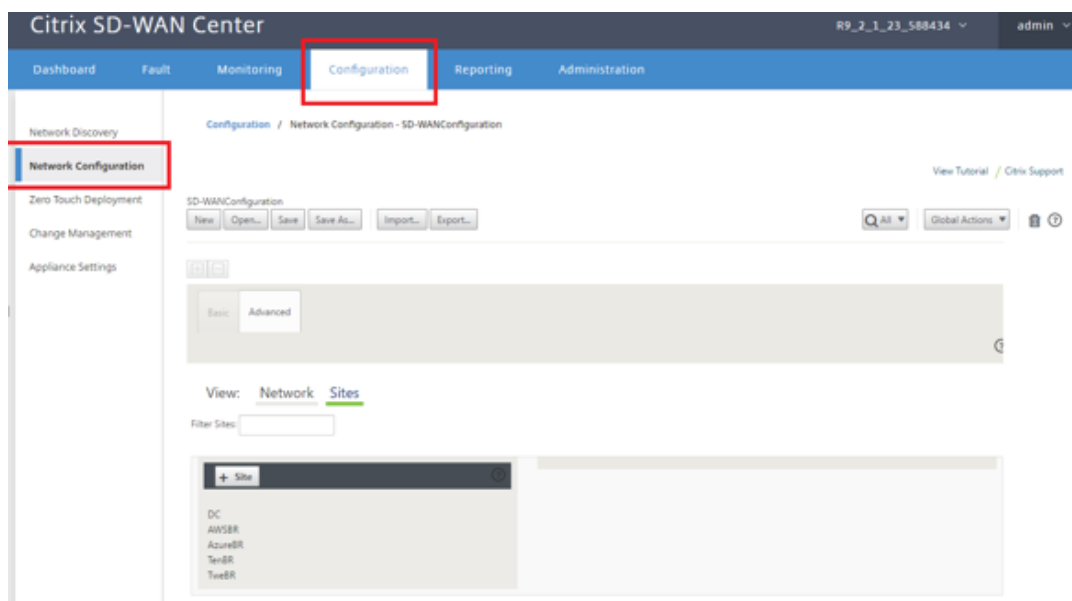 Citrix SD-WAN Center R9_2_1_23_588434 admin
Dashboard Fault Monitoring Configuration Reporting Administration
Network Discovery
Network Configuration
Zero Touch Deployment
Change Management
Appliance Settings
Configuration / Network Configuration - SD-WANConfiguration
View Tutorial / Citrix Support
SD-WANConfiguration
New Open... Save Save As... Import... Export... All Global Actions
Basic Advanced
View: Network Sites
Filter Sites:
+ Site
DC
AWSBR
AzureBR
TenBR
TweBR